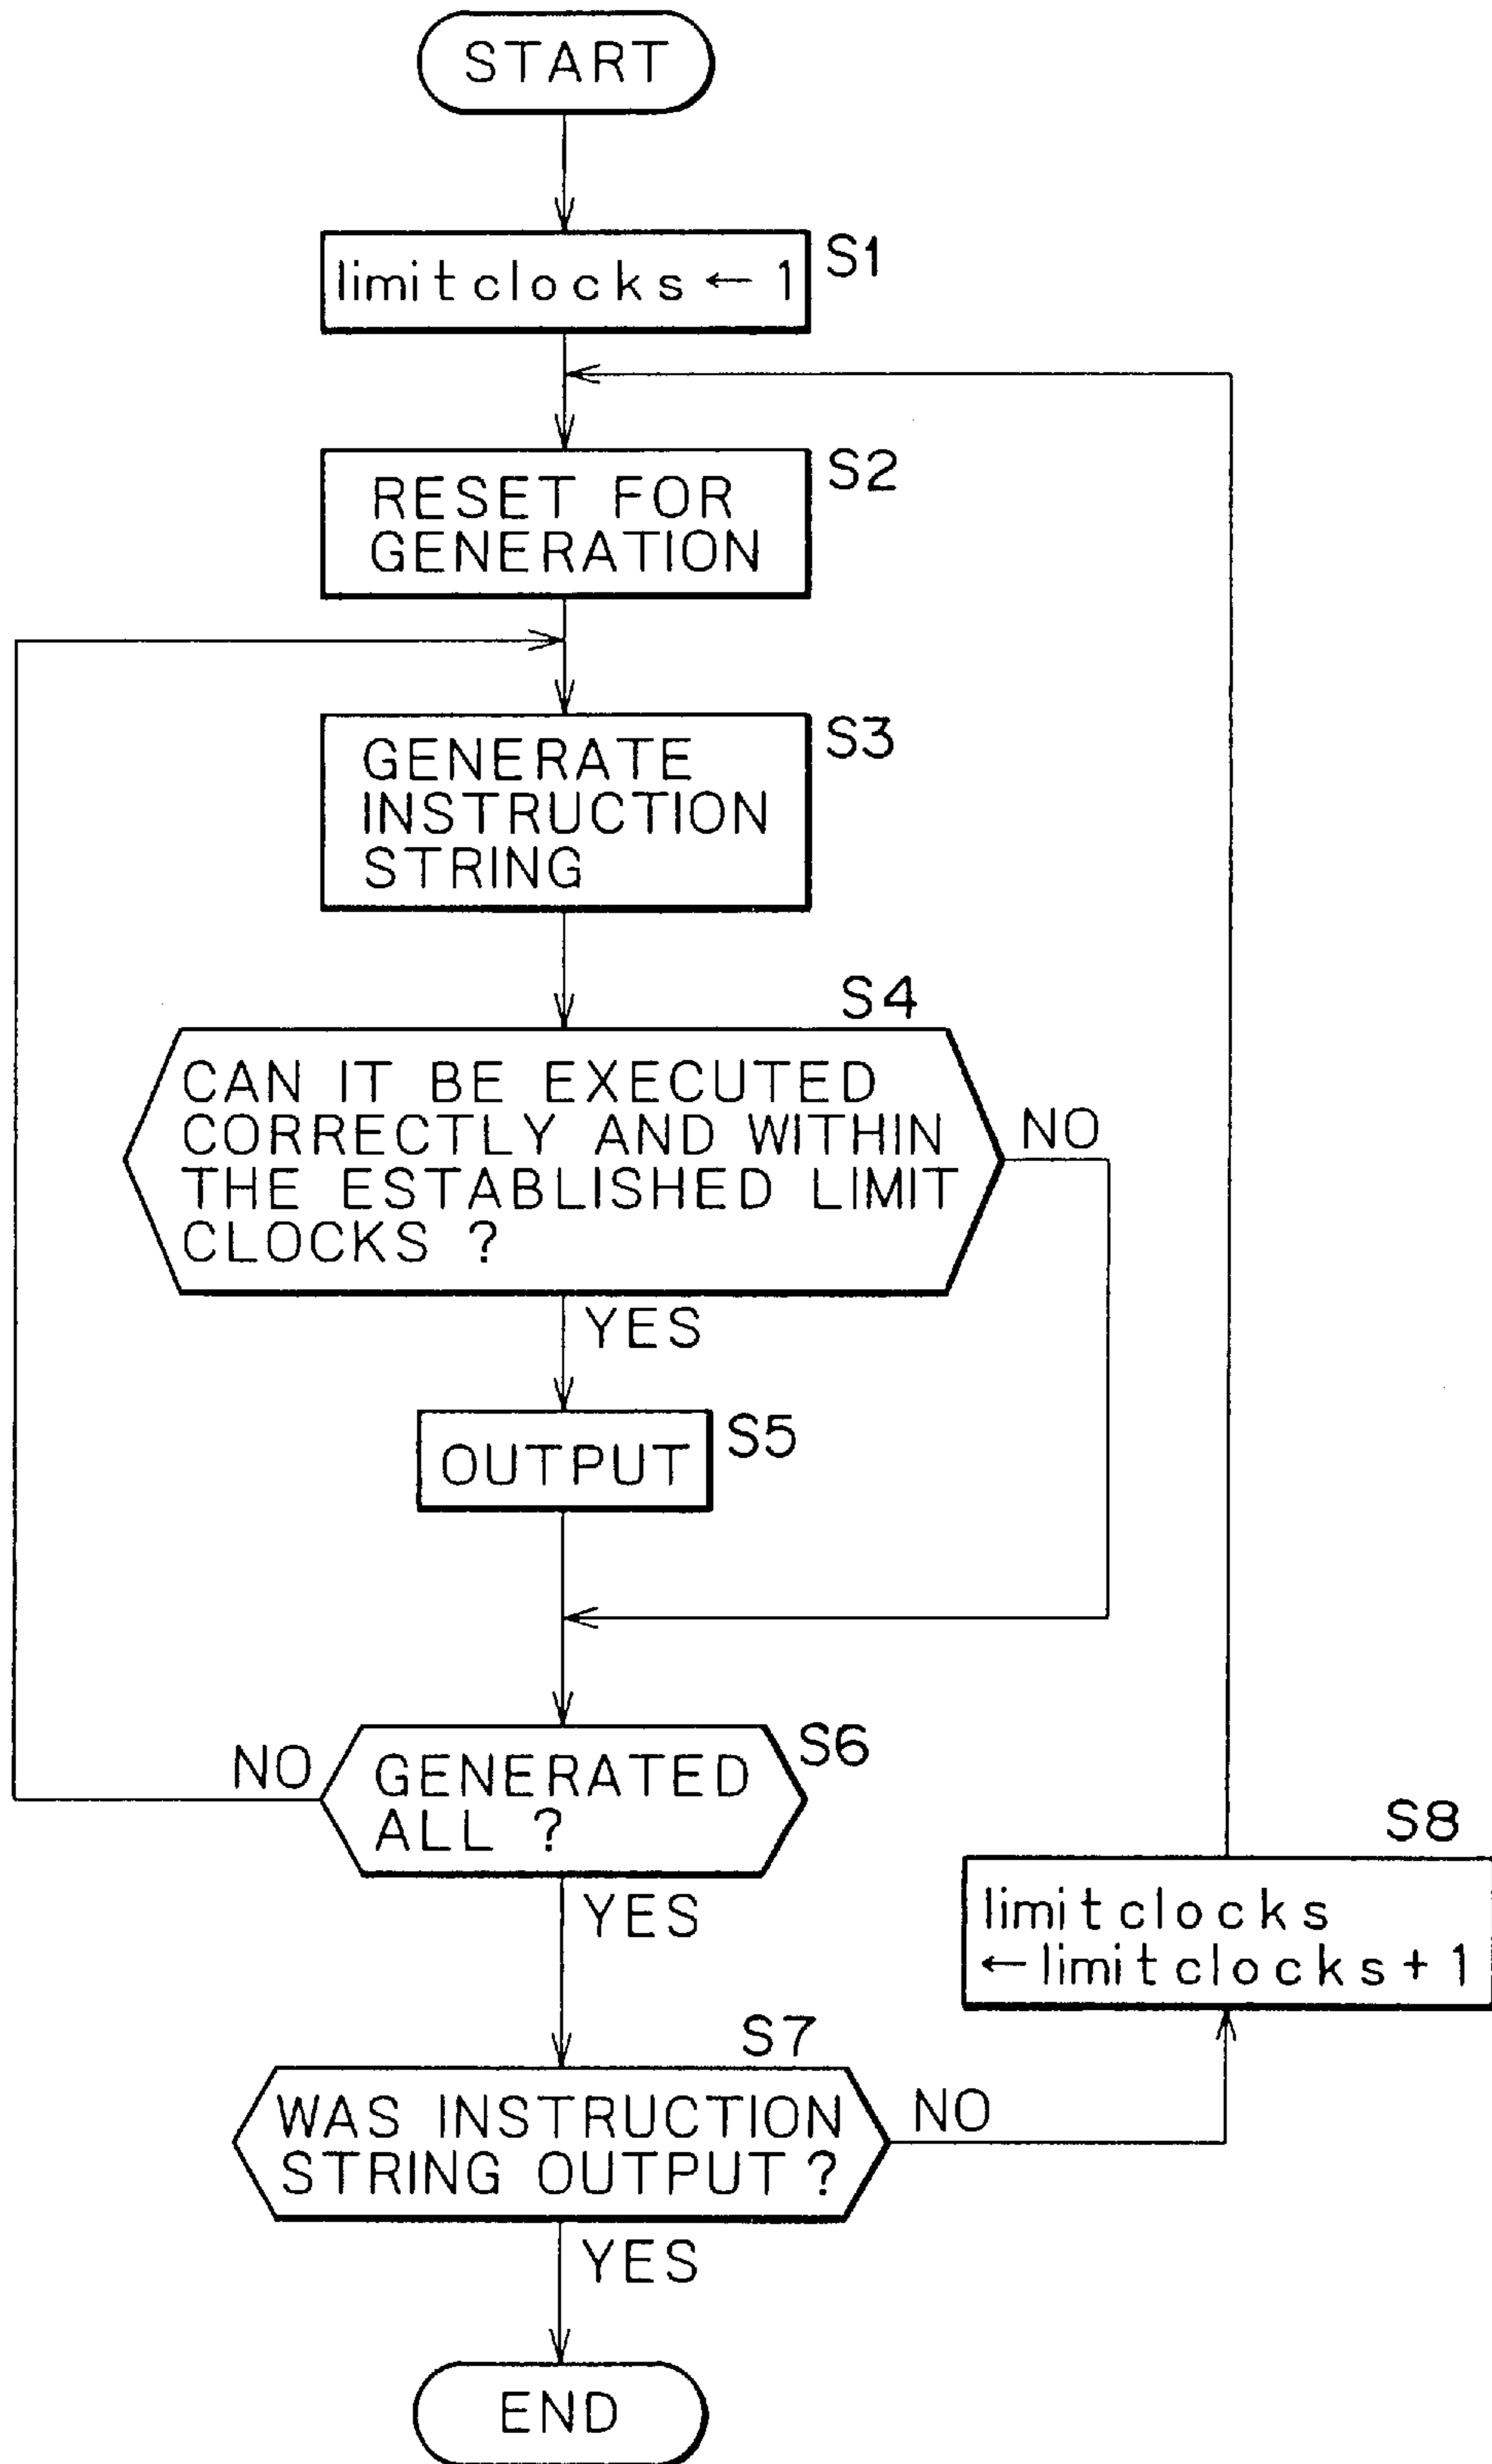 START
limitclocks ← 1
S1
RESET FOR
GENERATION
S2
GENERATE
INSTRUCTION
STRING
S3
S4
CAN IT BE EXECUTED
CORRECTLY AND WITHIN
THE ESTABLISHED LIMIT
CLOCKS ?
NO
YES
OUTPUT
S5
S6
NO
GENERATED
ALL ?
YES
S8
limitclocks
←limitclocks+1
S7
WAS INSTRUCTION
STRING OUTPUT ?
NO
YES
END